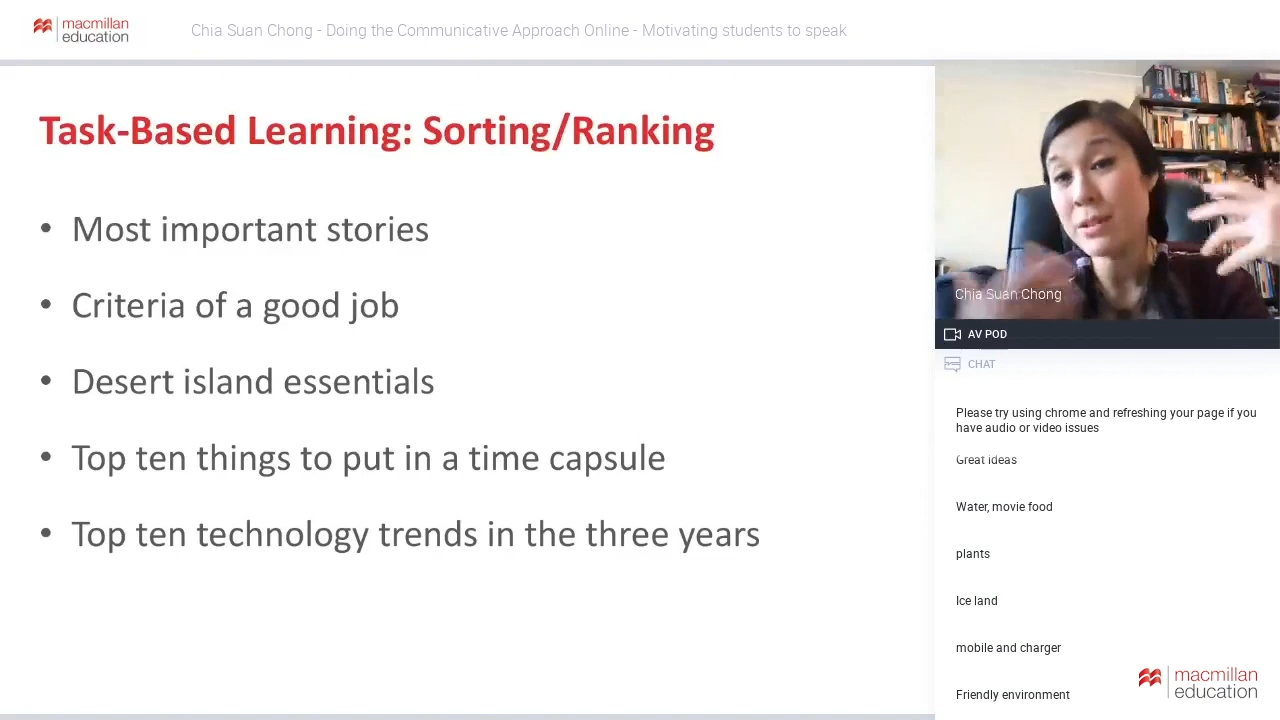 macmillan
education
Chia Suan Chong - Doing the Communicative Approach Online - Motivating students to speak
Task-Based Learning: Sorting/Ranking
• Most important stories
• Criteria of a good job
• Desert island essentials
• Top ten things to put in a time capsule
• Top ten technology trends in the three years
Chia Suan Chong
AV POD
CHAT
Please try using chrome and refreshing your page if you
have audio or video issues
Great ideas
Water, movie food
plants
Ice land
mobile and charger
Friendly environment
macmillan
education